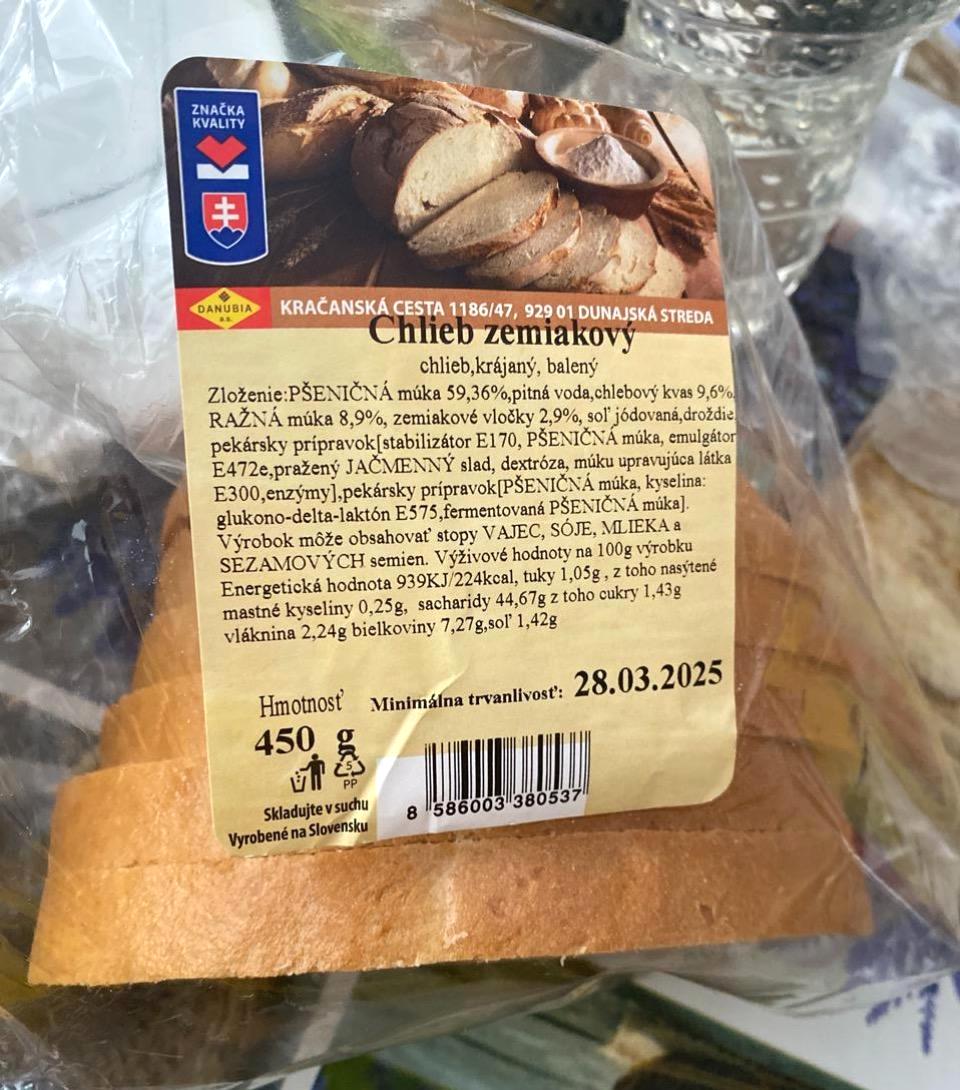 ZNAČKA
KVALITY
DANUBIA
a.s.
KRAČANSKÁ CESTA 1186/47, 929 01 DUNAJSKÁ STREDA
Chlieb zemiakový
chlieb,krájaný, balený
Zloženie:PŠENIČNÁ múka 59,36%,pitná voda,chlebový kvas 9,6%,
RAŽNÁ múka 8,9%, zemiakové vločky 2,9%, soľ jódovaná,droždie,
pekársky prípravok[stabilizátor E170, PŠENIČNÁ múka, emulgátor
E472e,pražený JAČMENNÝ slad, dextróza, múku upravujúca látka
E300,enzýmy],pekársky prípravok[PŠENIČNÁ múka, kyselina:
glukono-delta-laktón E575,fermentovaná PŠENIČNÁ múka].
Výrobok môže obsahovať stopy VAJEC, SÓJE, MLIEKA a
SEZAMOVÝCH semien. Výživové hodnoty na 100g výrobku
Energetická hodnota 939KJ/224kcal, tuky 1,05g, z toho nasýtené
mastné kyseliny 0,25g, sacharidy 44,67g z toho cukry 1,43g
vláknina 2,24g bielkoviny 7,27g,soľ 1,42g
Hmotnosť Minimálna trvanlivosť: 28.03.2025
450 g
5
PP
Skladujte v suchu
Vyrobené na Slovensku
8 586003 380537